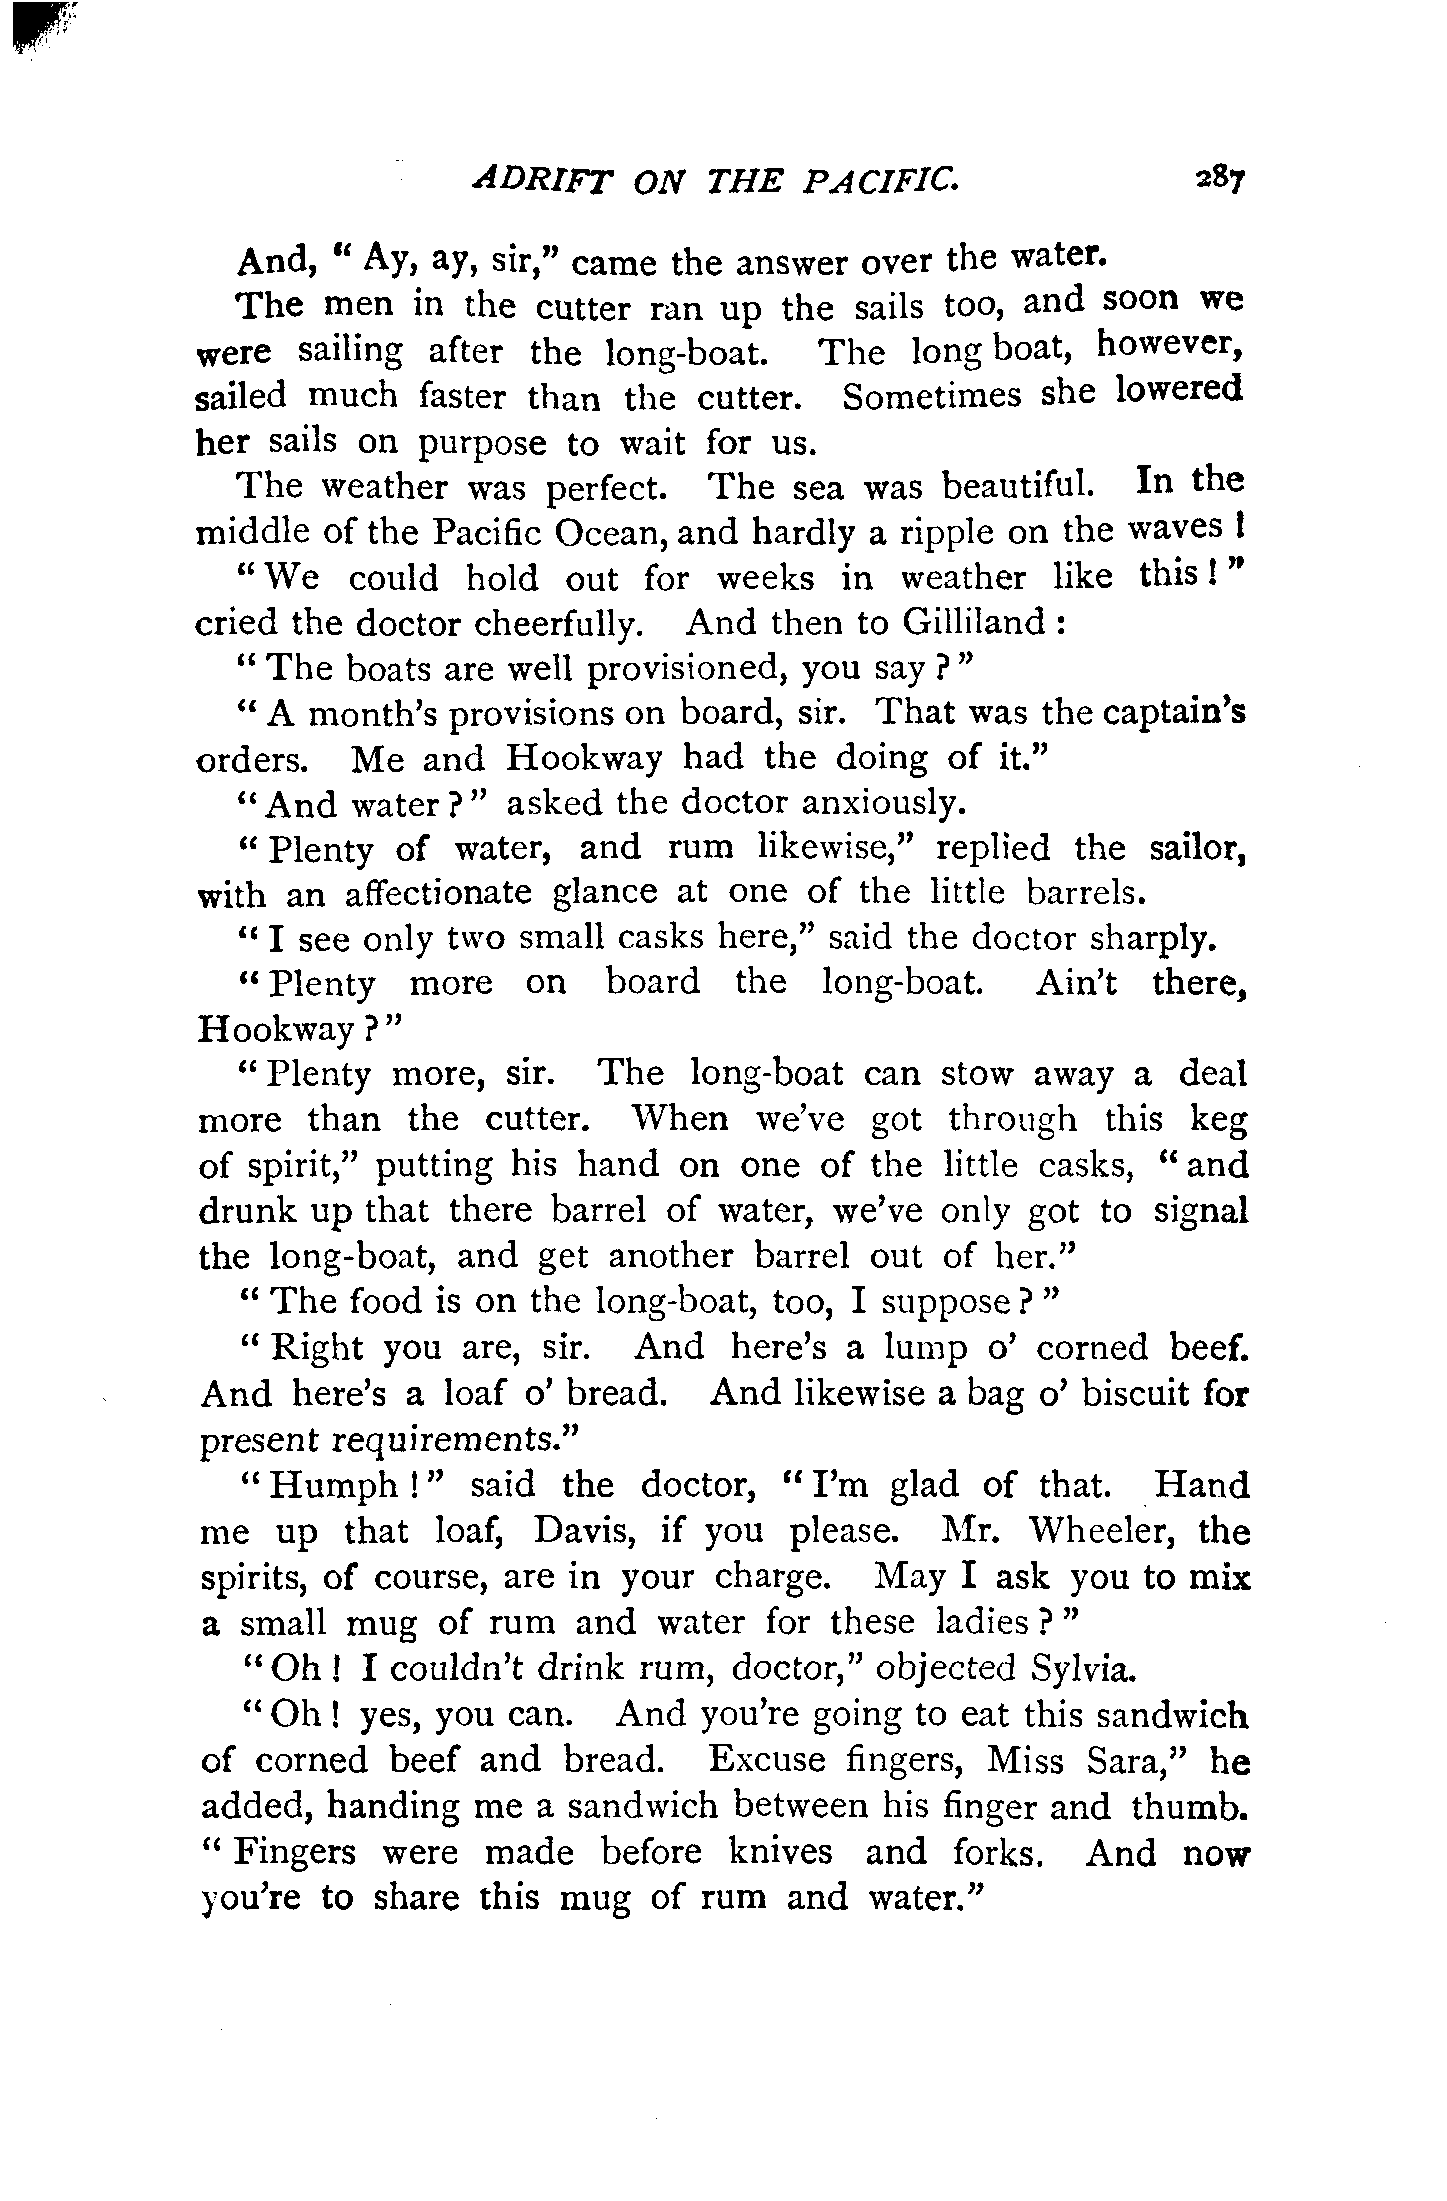 ADRIFT ON THE PACIFIC. 287
And, “ Ay, ay, sir,” came the answer over the water.
The men in the cutter ran up the sails too, and soon we
were sailing after the long-boat. The long boat, however,
sailed much faster than the cutter. Sometimes she lowered
her sails on purpose to wait for us.
The weather was perfect. The sea was beautiful. In the
middle of the Pacific Ocean, and hardly a ripple on the waves !
“ We could hold out for weeks in weather like this ! ”
cried the doctor cheerfully. And then to Gilliland :
“ The boats are well provisioned, you say ? ”
“ A month's provisions on board, sir. That was the captain's
orders. Me and Hookway had the doing of it.”
“ And water ? ” asked the doctor anxiously.
“ Plenty of water, and rum likewise,” replied the sailor,
with an affectionate glance at one of the little barrels.
“ I see only two small casks here,” said the doctor sharply.
“ Plenty more on board the long-boat. Ain't there,
Hookway ? ”
“ Plenty more, sir. The long-boat can stow away a deal
more than the cutter. When we've got through this keg
of spirit,” putting his hand on one of the little casks, “ and
drunk up that there barrel of water, we've only got to signal
the long-boat, and get another barrel out of her.”
“ The food is on the long-boat, too, I suppose ? ”
“ Right you are, sir. And here's a lump o' corned beef.
And here's a loaf o' bread. And likewise a bag o' biscuit for
present requirements.”
“ Humph ! ” said the doctor, “ I'm glad of that. Hand
me up that loaf, Davis, if you please. Mr. Wheeler, the
spirits, of course, are in your charge. May I ask you to mix
a small mug of rum and water for these ladies ? ”
“ Oh ! I couldn't drink rum, doctor,” objected Sylvia.
“ Oh ! yes, you can. And you're going to eat this sandwich
of corned beef and bread. Excuse fingers, Miss Sara,” he
added, handing me a sandwich between his finger and thumb.
“ Fingers were made before knives and forks. And now
you're to share this mug of rum and water.”